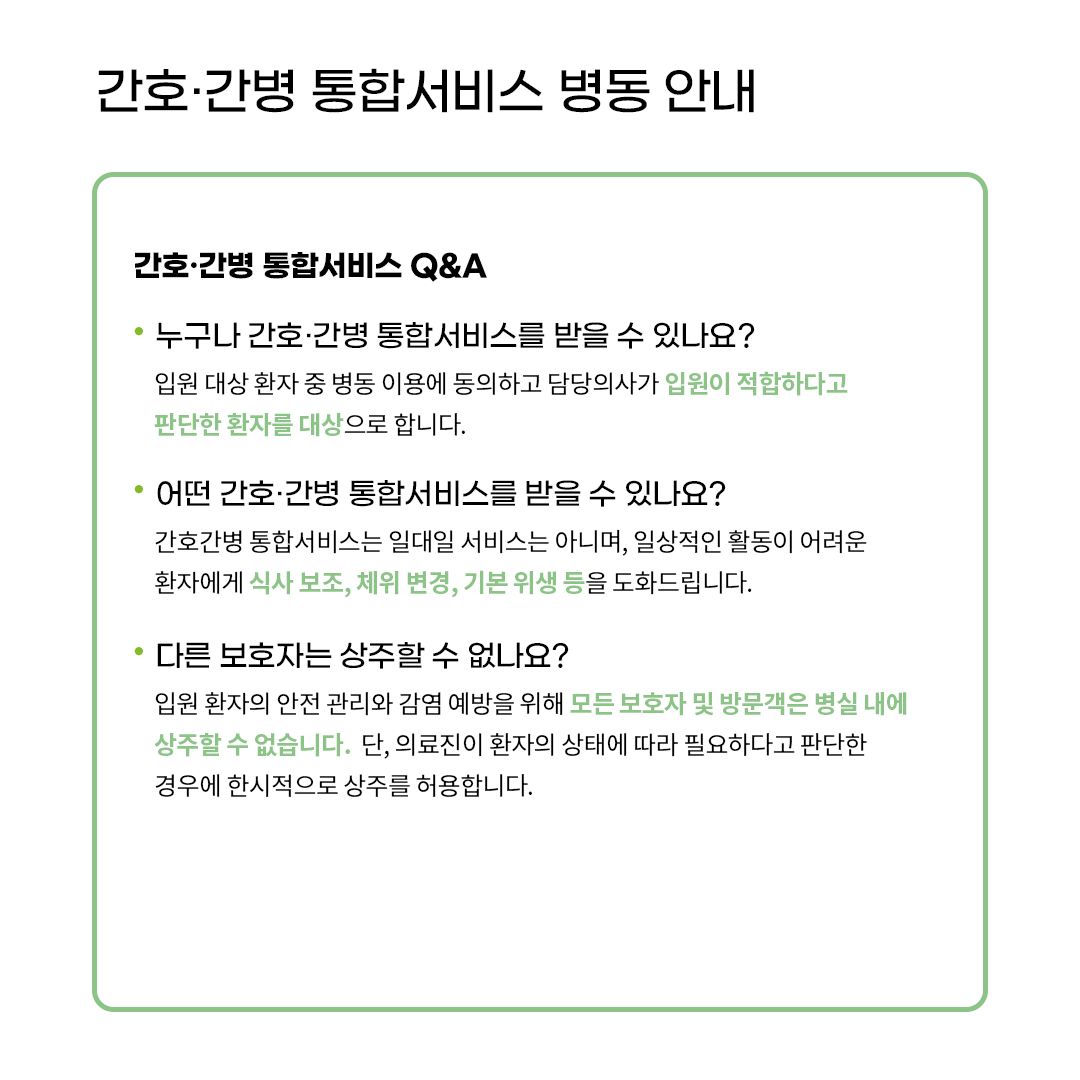 간호·간병 통합서비스 병동 안내
간호·간병 통합서비스 Q&A
• 누구나 간호·간병 통합서비스를 받을 수 있나요?
입원 대상 환자 중 병동 이용에 동의하고 담당의사가 입원이 적합하다고
판단한 환자를 대상으로 합니다.
• 어떤 간호·간병 통합서비스를 받을 수 있나요?
간호간병 통합서비스는 일대일 서비스는 아니며, 일상적인 활동이 어려운
환자에게 식사 보조, 체위 변경, 기본 위생 등을 도화드립니다.
• 다른 보호자는 상주할 수 없나요?
입원 환자의 안전 관리와 감염 예방을 위해 모든 보호자 및 방문객은 병실 내에
상주할 수 없습니다. 단, 의료진이 환자의 상태에 따라 필요하다고 판단한
경우에 한시적으로 상주를 허용합니다.